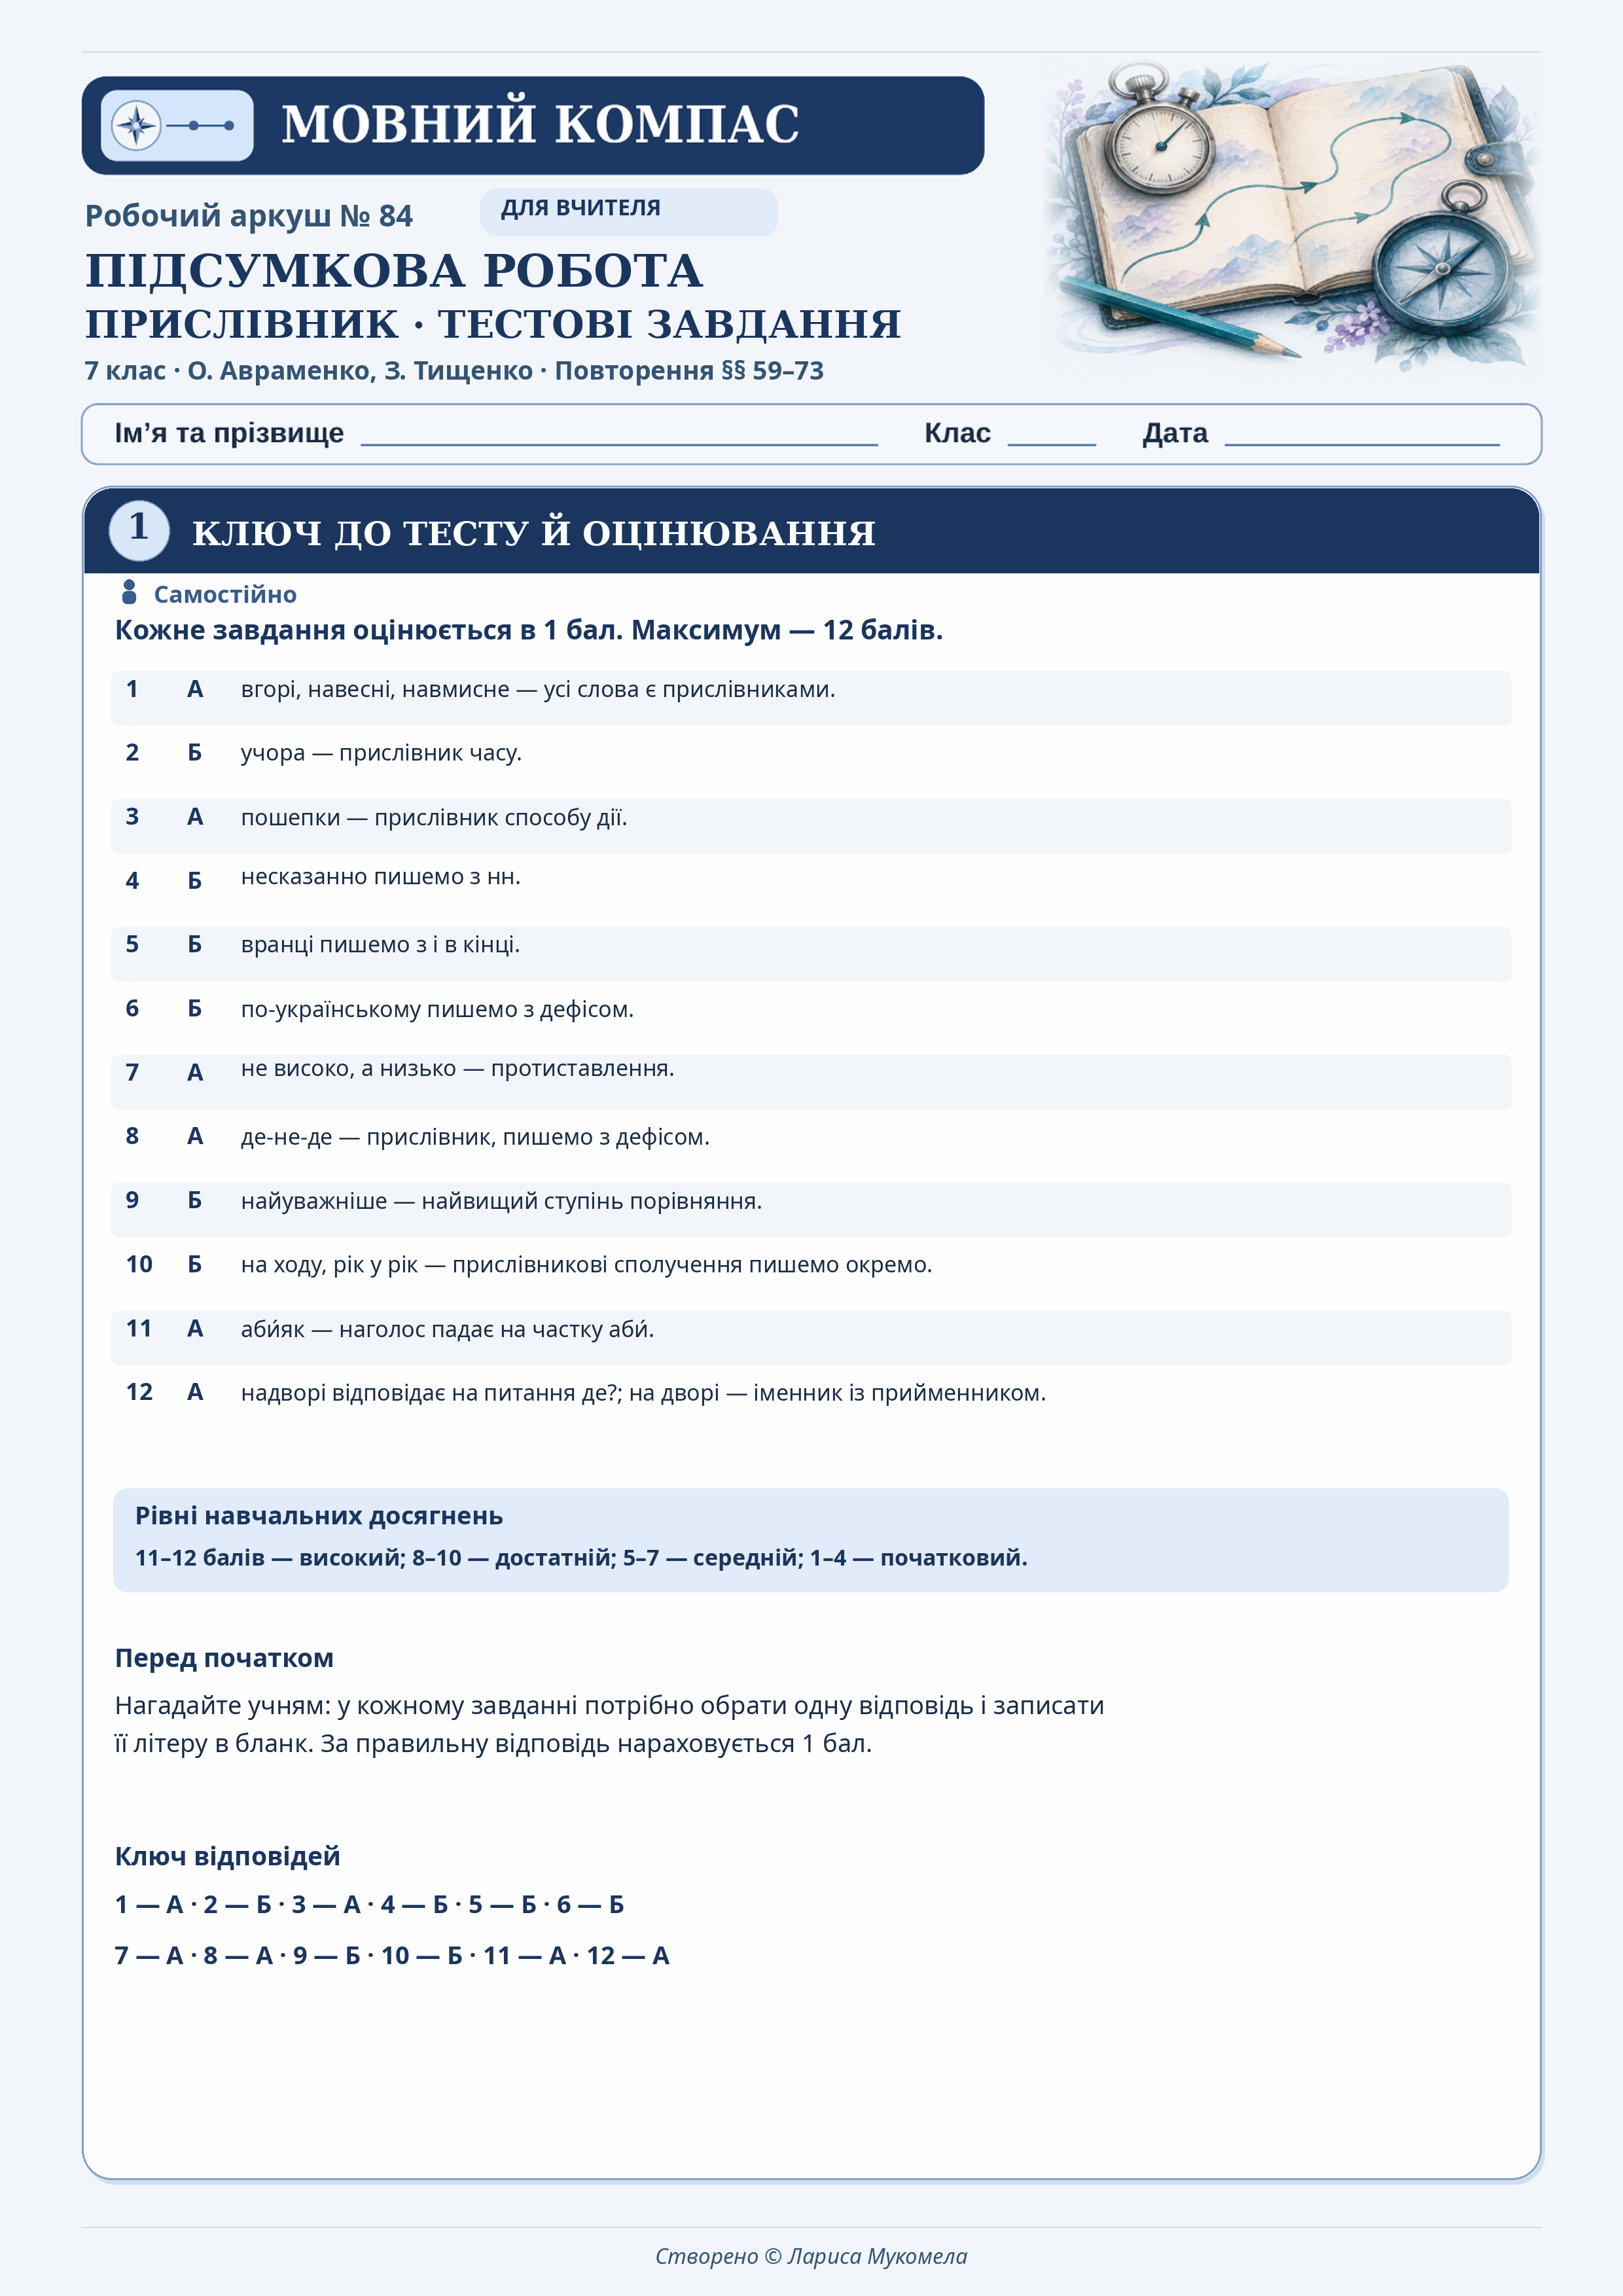 МОВНИЙ КОМПАС
Робочий аркуш № 84
ДЛЯ ВЧИТЕЛЯ
ПІДСУМКОВА РОБОТА
ПРИСЛІВНИК · ТЕСТОВІ ЗАВДАННЯ
7 клас · О. Авраменко, З. Тищенко · Повторення §§ 59–73
Ім’я та прізвище Клас Дата
1 КЛЮЧ ДО ТЕСТУ Й ОЦІНЮВАННЯ
Самостійно
Кожне завдання оцінюється в 1 бал. Максимум — 12 балів.
1 А вгорі, навесні, навмисне — усі слова є прислівниками.
2 Б учора — прислівник часу.
3 А пошепки — прислівник способу дії.
4 Б несказанно пишемо з нн.
5 Б вранці пишемо з і в кінці.
6 Б по-українському пишемо з дефісом.
7 А не високо, а низько — протиставлення.
8 А де-не-де — прислівник, пишемо з дефісом.
9 Б найуважніше — найвищий ступінь порівняння.
10 Б на ходу, рік у рік — прислівникові сполучення пишемо окремо.
11 А аби́як — наголос падає на частку аби́.
12 А надворі відповідає на питання де?; на дворі — іменник із прийменником.
Рівні навчальних досягнень
11–12 балів — високий; 8–10 — достатній; 5–7 — середній; 1–4 — початковий.
Перед початком
Нагадайте учням: у кожному завданні потрібно обрати одну відповідь і записати
її літеру в бланк. За правильну відповідь нараховується 1 бал.
Ключ відповідей
1 — А · 2 — Б · 3 — А · 4 — Б · 5 — Б · 6 — Б
7 — А · 8 — А · 9 — Б · 10 — Б · 11 — А · 12 — А
Створено © Лариса Мукомела